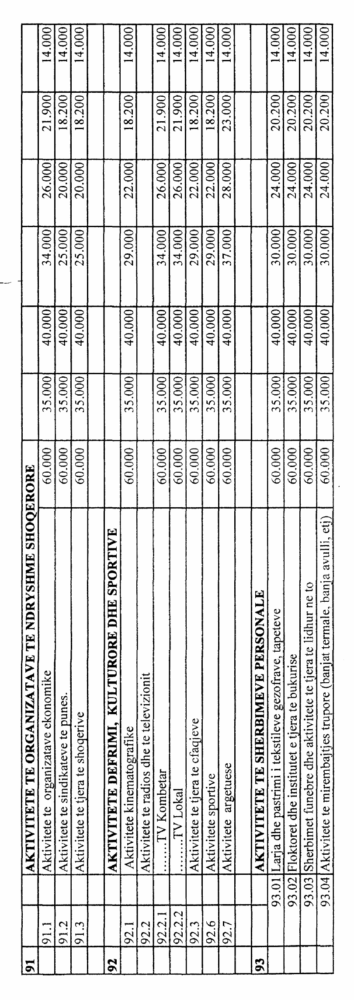 91 AKTIVITETE TE ORGANIZATAVE TE NDRYSHME SHOQERORE
91.1 Aktivitete te organizatave ekonomike 60.000 35.000 40.000 34.000 26.000 21.900 14.000
91.2 Aktivitete te sindikateve te punes. 60.000 35.000 40.000 25.000 20.000 18.200 14.000
91.3 Aktivitete te tjera te shoqerive 60.000 35.000 40.000 25.000 20.000 18.200 14.000
92 AKTIVITETE DEFRIMI, KULTURORE DHE SPORTIVE
92.1 Aktivitete kinematografike 60.000 35.000 40.000 29.000 22.000 18.200 14.000
92.2 Aktivitete te radios dhe te televizionit
92.2.1 ........TV Kombetar 60.000 35.000 40.000 34.000 26.000 21.900 14.000
92.2.2 ........TV Lokal 60.000 35.000 40.000 34.000 26.000 21.900 14.000
92.3 Aktivitete te tjera te cfaqjeve 60.000 35.000 40.000 29.000 22.000 18.200 14.000
92.6 Aktivitete sportive 60.000 35.000 40.000 29.000 22.000 18.200 14.000
92.7 Aktivitete argetuese 60.000 35.000 40.000 37.000 28.000 23.000 14.000
93 AKTIVITETE TE SHERBIMEVE PERSONALE
93.01 Larja dhe pastrimi i tekstileve gezofrave, tapeteve 60.000 35.000 40.000 30.000 24.000 20.200 14.000
93.02 Floktoret dhe institutet e tjera te bukurise 60.000 35.000 40.000 30.000 24.000 20.200 14.000
93.03 Sherbimet funebre dhe aktivitete te tjera te lidhur ne to 60.000 35.000 40.000 30.000 24.000 20.200 14.000
93.04 Aktivitete te mirembajtjes trupore (banjat termale, banja avulli, etj) 60.000 35.000 40.000 30.000 24.000 20.200 14.000